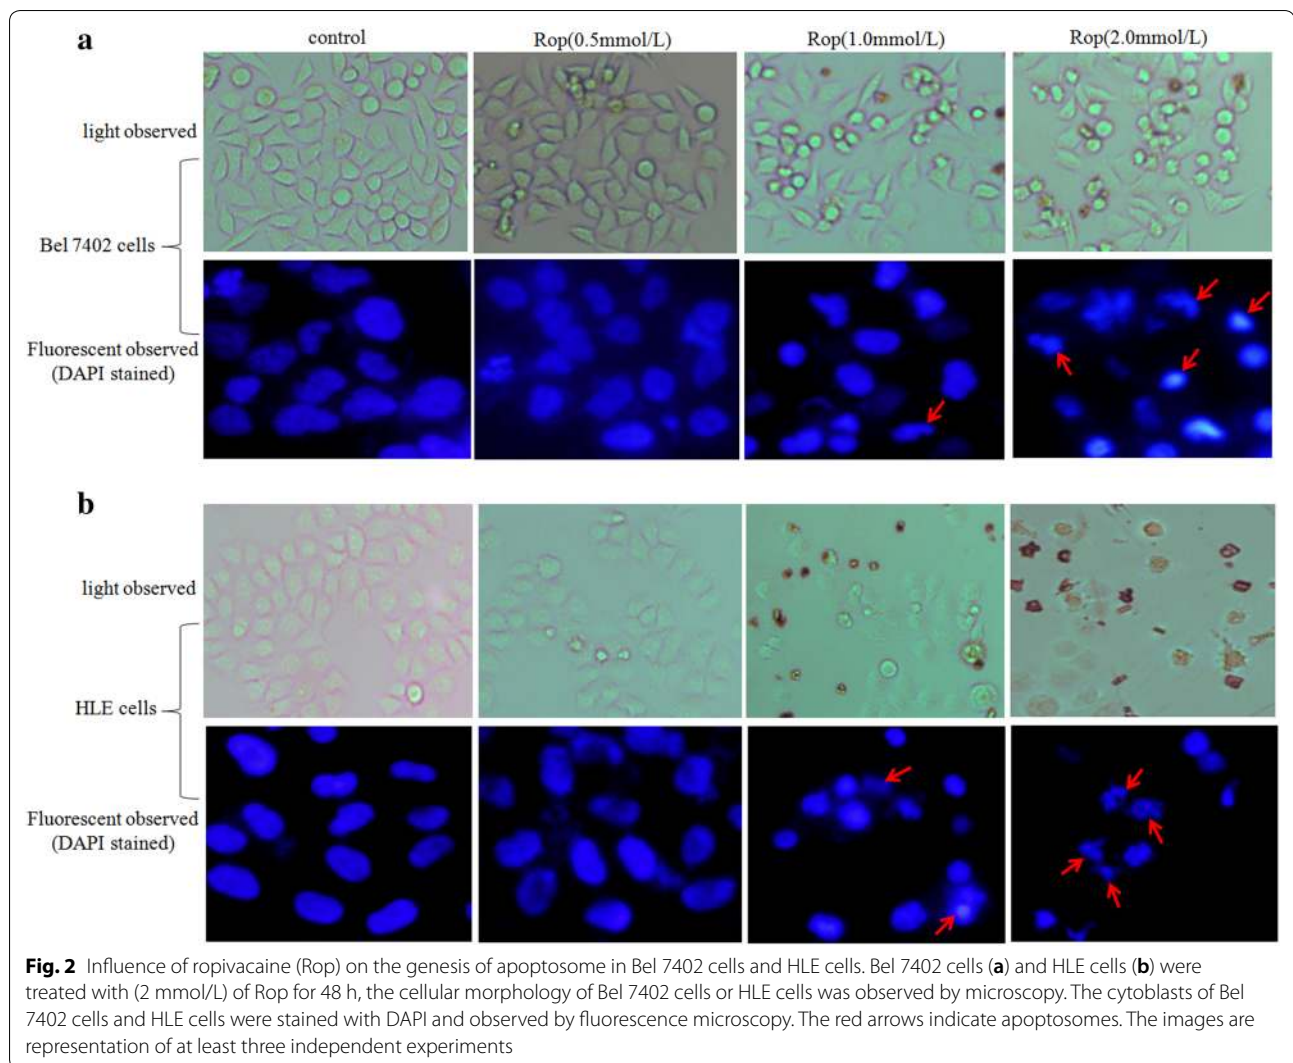 a
control
Rop(0.5mmol/L)
Rop(1.0mmol/L)
Rop(2.0mmol/L)
light observed
Bel 7402 cells
Fluorescent observed
(DAPI stained)
b
light observed
HLE cells
Fluorescent observed
(DAPI stained)
Fig. 2 Influence of ropivacaine (Rop) on the genesis of apoptosome in Bel 7402 cells and HLE cells. Bel 7402 cells (a) and HLE cells (b) were
treated with (2 mmol/L) of Rop for 48 h, the cellular morphology of Bel 7402 cells or HLE cells was observed by microscopy. The cytoblasts of Bel
7402 cells and HLE cells were stained with DAPI and observed by fluorescence microscopy. The red arrows indicate apoptosomes. The images are
representation of at least three independent experiments